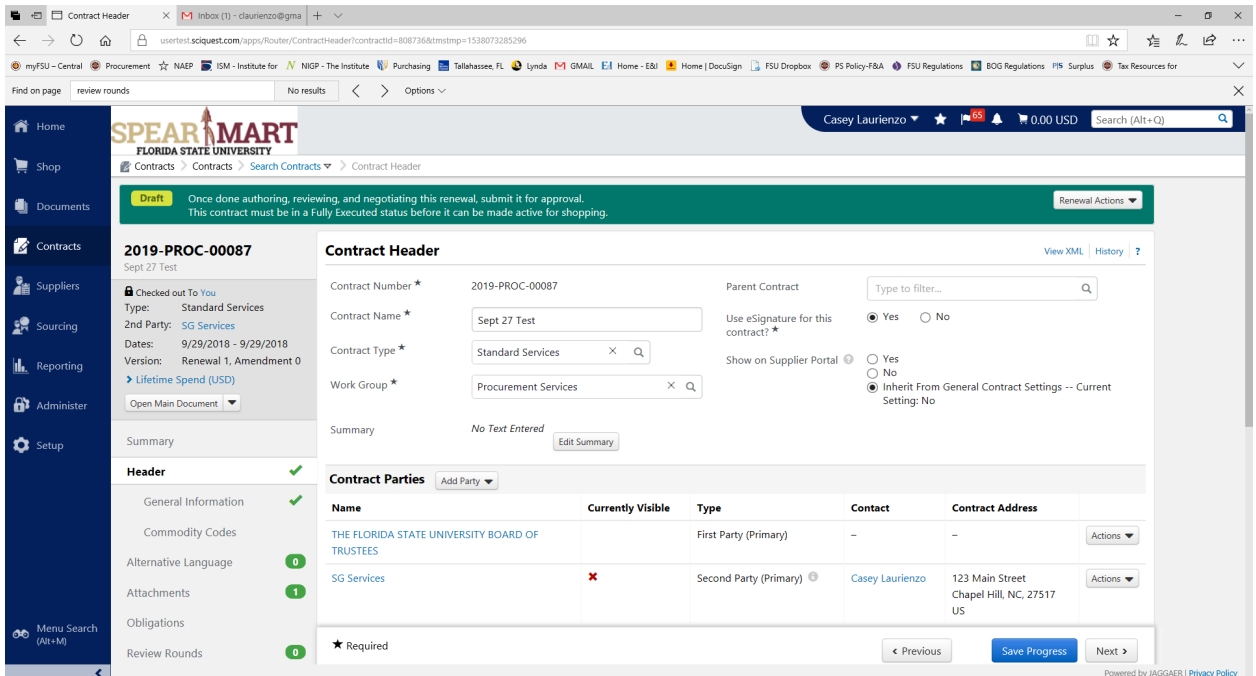 Contract Header
Inbox (1) - claurienzo@gma
usertest.sciquest.com/apps/Router/ContractHeader?contractId=808736&tmstmp=1538073285296
myFSU – Central
Procurement
NAEP
ISM - Institute for
NIGP - The Institute
Purchasing
Tallahassee, FL
Lynda
GMAIL
Home - E&I
Home | DocuSign
FSU Dropbox
PS Policy-F&A
FSU Regulations
BOG Regulations
Surplus
Tax Resources for
Find on page
review rounds
No results
Options
SPEARMART
FLORIDA STATE UNIVERSITY
Casey Laurienzo
65
0.00 USD
Search (Alt+Q)
Home
Shop
Documents
Contracts
Suppliers
Sourcing
Reporting
Administer
Setup
Menu Search
(Alt+M)
Contracts > Contracts > Search Contracts > Contract Header
Draft
Once done authoring, reviewing, and negotiating this renewal, submit it for approval.
This contract must be in a Fully Executed status before it can be made active for shopping.
Renewal Actions
2019-PROC-00087
Sept 27 Test
Checked out To You
Type: Standard Services
2nd Party: SG Services
Dates: 9/29/2018 - 9/29/2018
Version: Renewal 1, Amendment 0
Lifetime Spend (USD)
Open Main Document
Summary
Header
General Information
Commodity Codes
Alternative Language 0
Attachments 1
Obligations
Review Rounds 0
Contract Header
View XML | History | ?
Contract Number ★ 2019-PROC-00087
Contract Name ★ Sept 27 Test
Contract Type ★ Standard Services
Work Group ★ Procurement Services
Summary No Text Entered
Edit Summary
Parent Contract Type to filter...
Use eSignature for this
contract? ★
Yes No
Show on Supplier Portal
Yes
No
Inherit From General Contract Settings -- Current
Setting: No
Contract Parties
Add Party
Name Currently Visible Type Contact Contract Address
THE FLORIDA STATE UNIVERSITY BOARD OF
TRUSTEES
First Party (Primary) – –
Actions
SG Services
Second Party (Primary)
Casey Laurienzo
123 Main Street
Chapel Hill, NC, 27517
US
Actions
★ Required
Previous
Save Progress
Next
Powered by JAGGAER | Privacy Policy